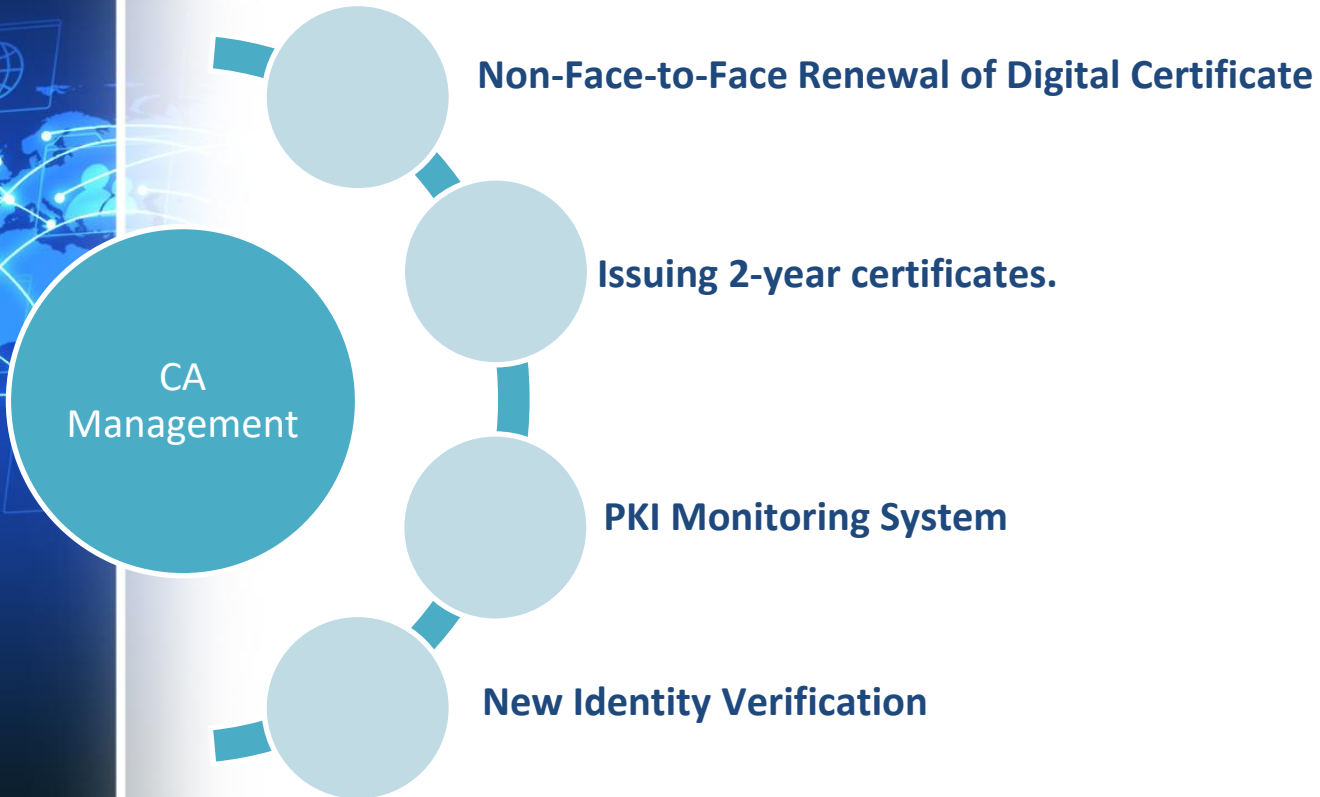 Non-Face-to-Face Renewal of Digital Certificate
Issuing 2-year certificates.
CA
Management
PKI Monitoring System
New Identity Verification